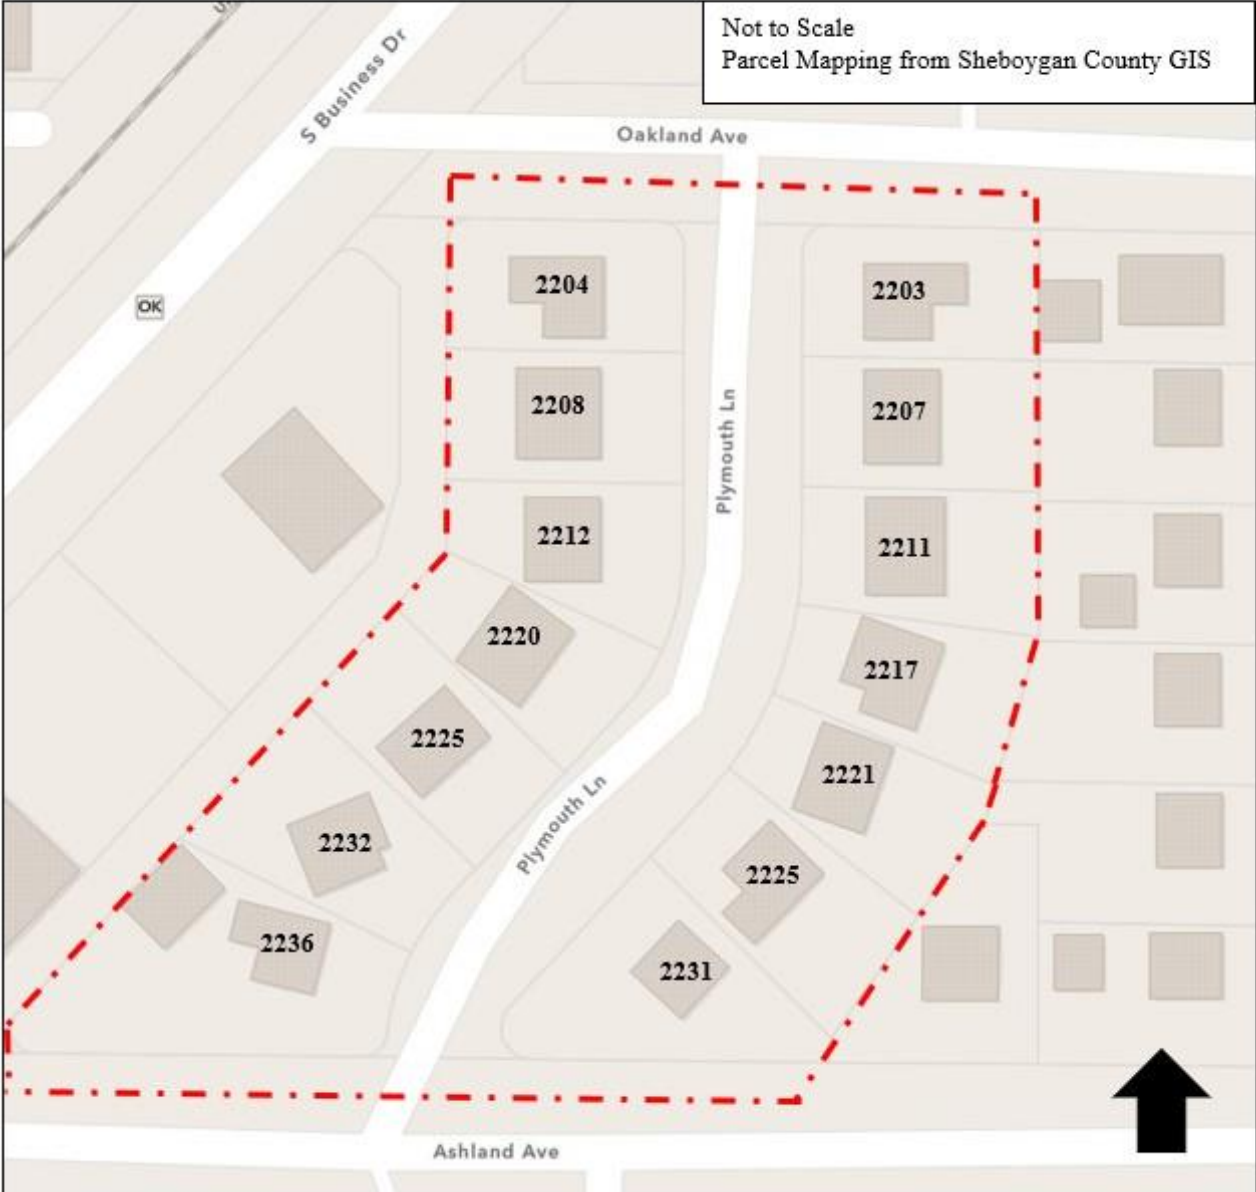 Not to Scale
Parcel Mapping from Sheboygan County GIS
S Business Dr
Oakland Ave
OK
2204
2203
2208
2207
Plymouth Ln
2212
2211
2220
2217
2225
2221
Plymouth Ln
2232
2225
2236
2231
Ashland Ave